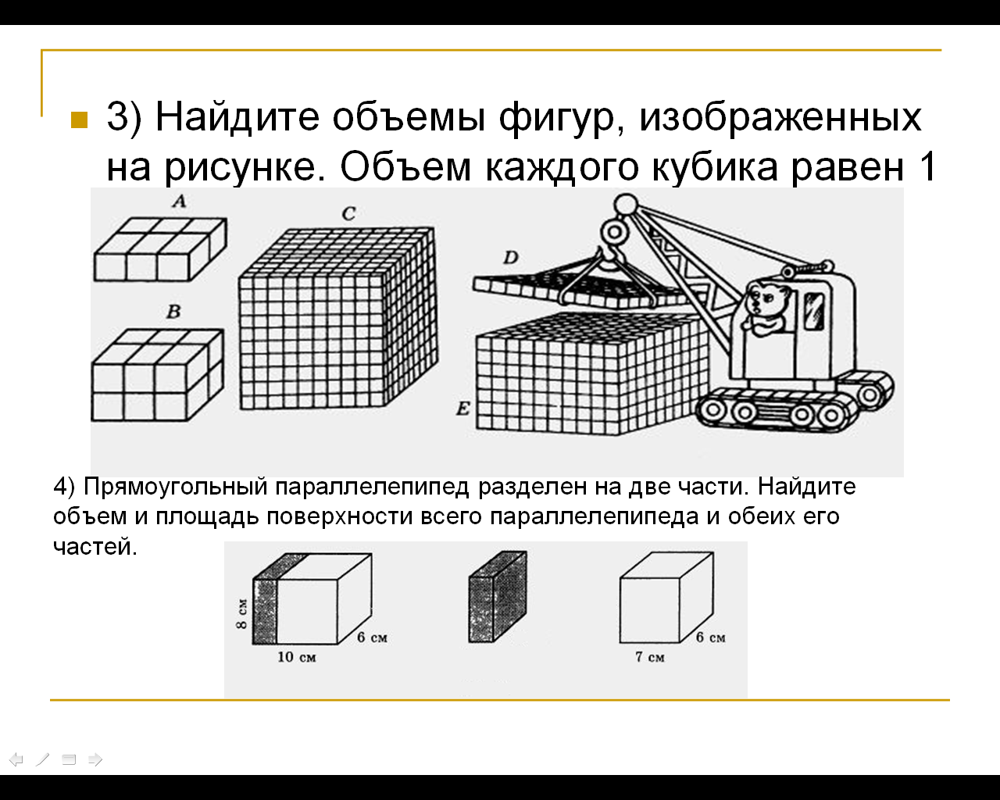 3) Найдите объемы фигур, изображенных
на рисунке. Объем каждого кубика равен 1
A
C
D
B
E
4) Прямоугольный параллелепипед разделен на две части. Найдите
объем и площадь поверхности всего параллелепипеда и обеих его
частей.
8 см
6 см
10 см
6 см
7 см